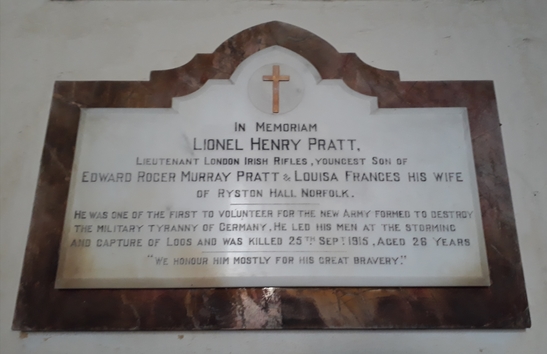 IN MEMORIAM
LIONEL HENRY PRATT.
LIEUTENANT LONDON IRISH RIFLES, YOUNGEST SON OF
EDWARD ROGER MURRAY PRATT & LOUISA FRANCES HIS WIFE
OF RYSTON HALL NORFOLK.
HE WAS ONE OF THE FIRST TO VOLUNTEER FOR THE NEW ARMY FORMED TO DESTROY
THE MILITARY TYRANNY OF GERMANY, HE LED HIS MEN AT THE STORMING
AND CAPTURE OF LOOS AND WAS KILLED 25TH SEPT 1915, AGED 26 YEARS
"WE HONOUR HIM MOSTLY FOR HIS GREAT BRAVERY."